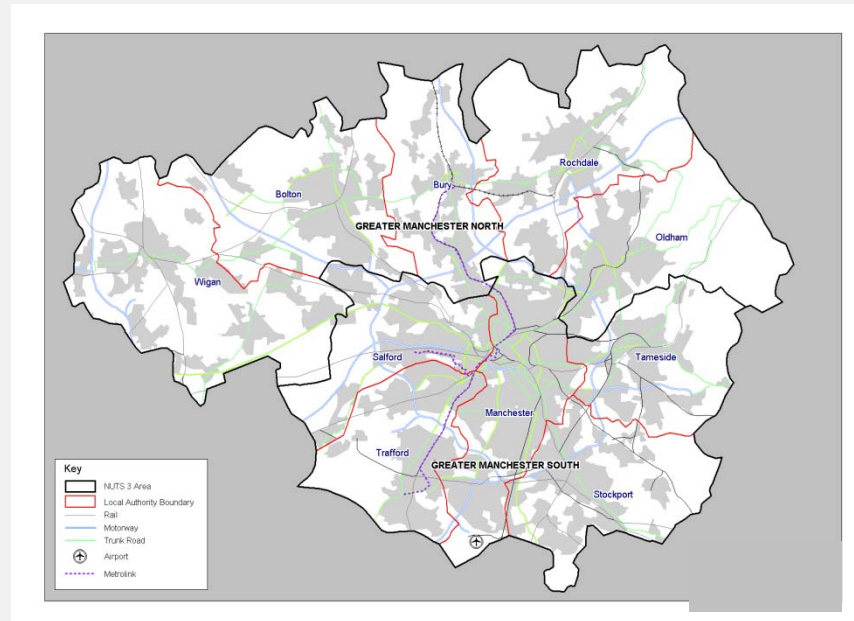 Rochdale
Bury
Bolton
GREATER MANCHESTER NORTH
Oldham
Wigan
Salford
Tameside
Manchester
Trafford
GREATER MANCHESTER SOUTH
Stockport
Key
NUTS 3 Area
Local Authority Boundary
Rail
Motorway
Trunk Road
Airport
Metrolink